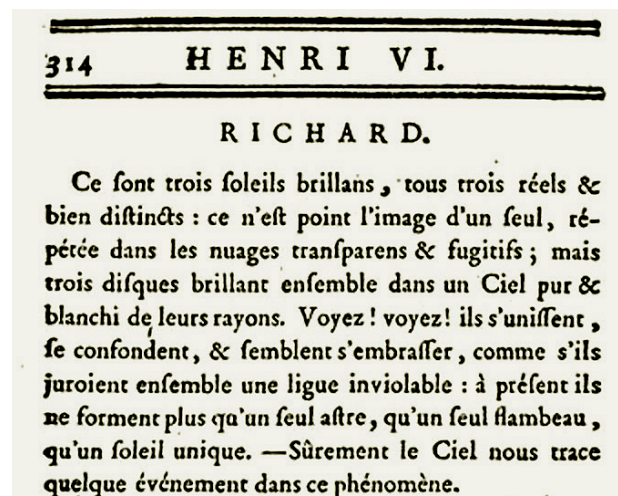 314 HENRI VI.
RICHARD.
Ce ſont trois ſoleils brillans, tous trois réels &
bien diſtincts : ce n'eſt point l'image d'un ſeul, ré-
pétée dans les nuages tranſparens & fugitifs ; mais
trois diſques brillant enſemble dans un Ciel pur &
blanchi de leurs rayons. Voyez ! voyez! ils s'uniſſent,
ſe confondent, & ſemblent s'embraſſer, comme s'ils
juroient enſemble une ligue inviolable : à préſent ils
ne forment plus qu'un ſeul aſtre, qu'un ſeul flambeau,
qu'un ſoleil unique. —Sûrement le Ciel nous trace
quelque événement dans ce phénomène.